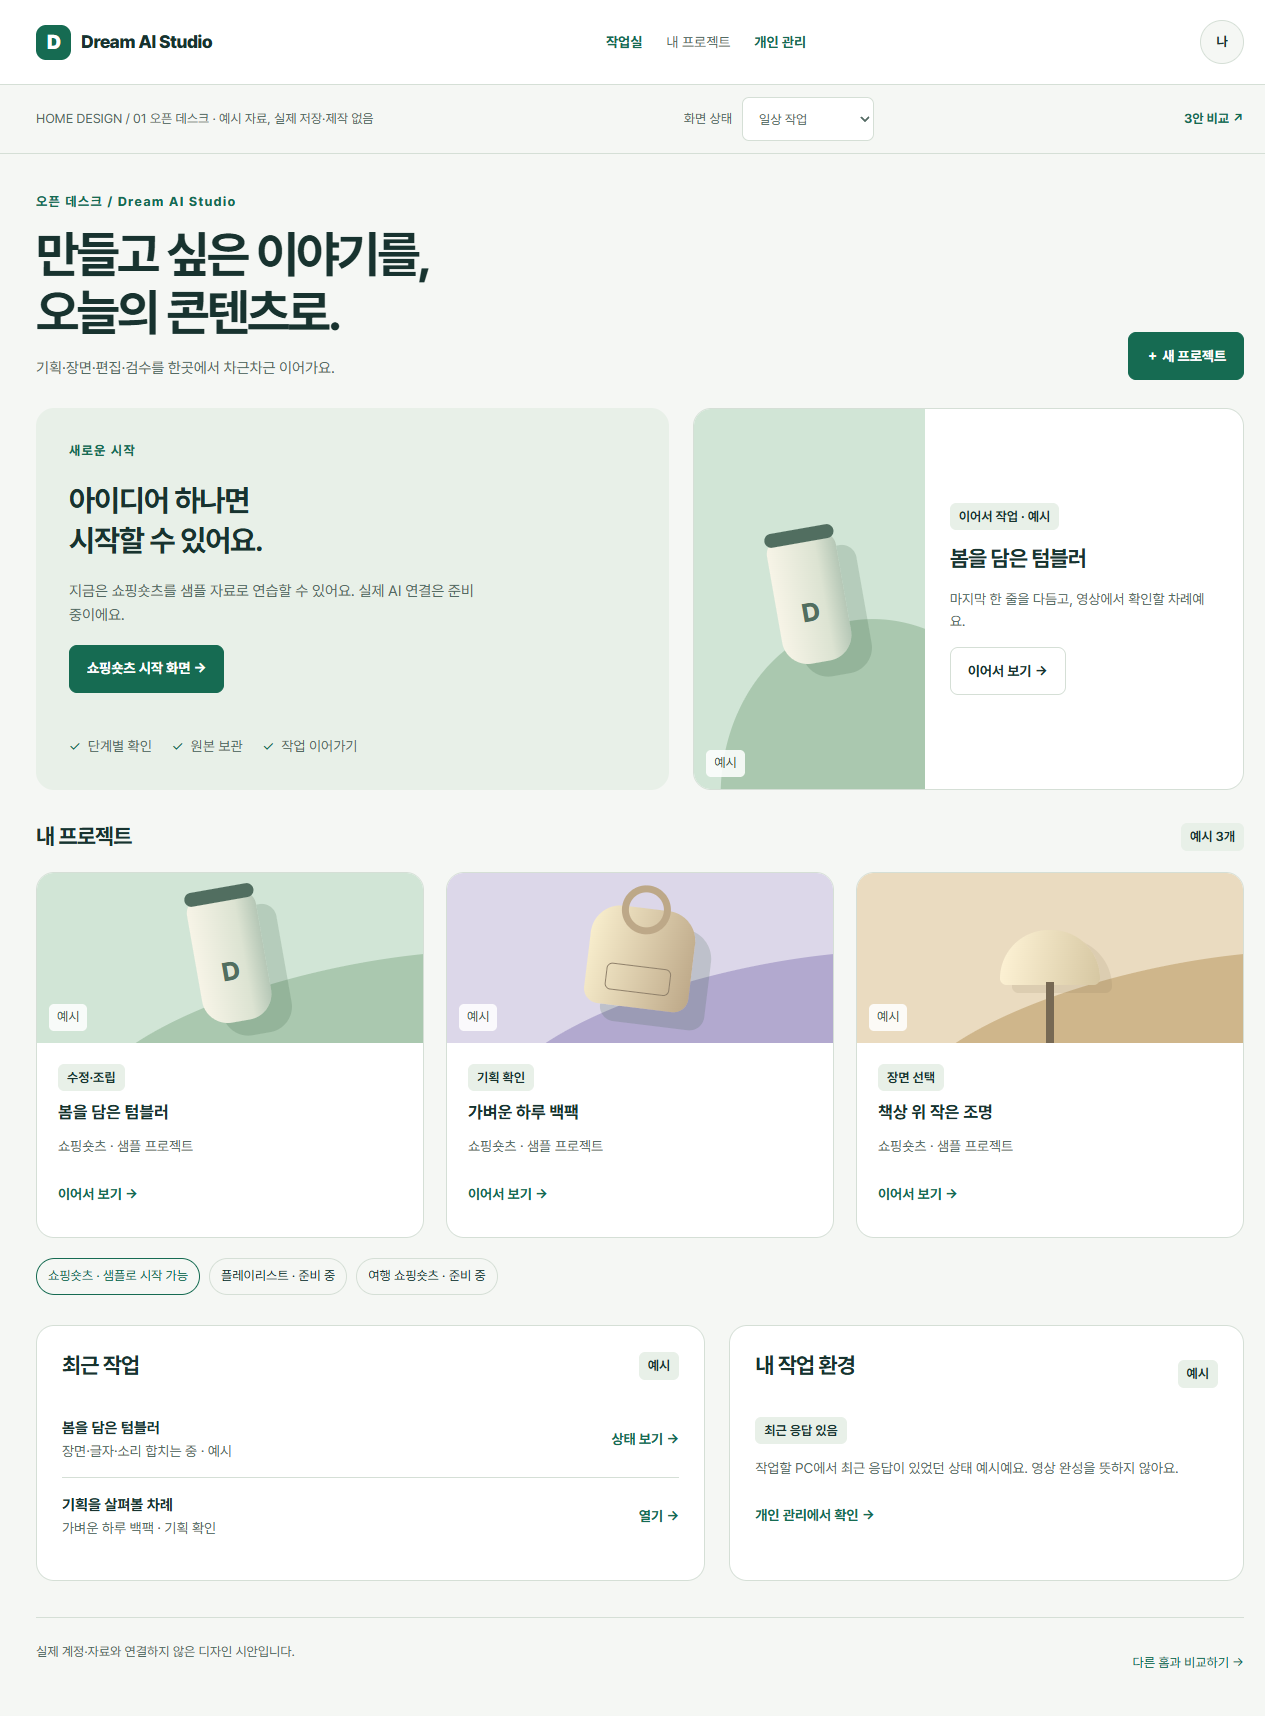 D Dream AI Studio
작업실 내 프로젝트 개인 관리
나
HOME DESIGN / 01 오픈 데스크 · 예시 자료, 실제 저장·제작 없음
화면 상태 일상 작업
3안 비교 ↗
오픈 데스크 / Dream AI Studio
만들고 싶은 이야기를,
오늘의 콘텐츠로.
기획·장면·편집·검수를 한곳에서 차근차근 이어가요.
+ 새 프로젝트
새로운 시작
아이디어 하나면
시작할 수 있어요.
지금은 쇼핑숏츠를 샘플 자료로 연습할 수 있어요. 실제 AI 연결은 준비
중이에요.
쇼핑숏츠 시작 화면 →
✓ 단계별 확인 ✓ 원본 보관 ✓ 작업 이어가기
D
예시
이어서 작업 · 예시
봄을 담은 텀블러
마지막 한 줄을 다듬고, 영상에서 확인할 차례예
요.
이어서 보기 →
내 프로젝트
예시 3개
D
예시
수정·조립
봄을 담은 텀블러
쇼핑숏츠 · 샘플 프로젝트
이어서 보기 →
예시
기획 확인
가벼운 하루 백팩
쇼핑숏츠 · 샘플 프로젝트
이어서 보기 →
예시
장면 선택
책상 위 작은 조명
쇼핑숏츠 · 샘플 프로젝트
이어서 보기 →
쇼핑숏츠 · 샘플로 시작 가능
플레이리스트 · 준비 중
여행 쇼핑숏츠 · 준비 중
최근 작업
예시
봄을 담은 텀블러
장면·글자·소리 합치는 중 · 예시
상태 보기 →
기획을 살펴볼 차례
가벼운 하루 백팩 · 기획 확인
열기 →
내 작업 환경
예시
최근 응답 있음
작업할 PC에서 최근 응답이 있었던 상태 예시예요. 영상 완성을 뜻하지 않아요.
개인 관리에서 확인 →
실제 계정·자료와 연결하지 않은 디자인 시안입니다.
다른 홈과 비교하기 →